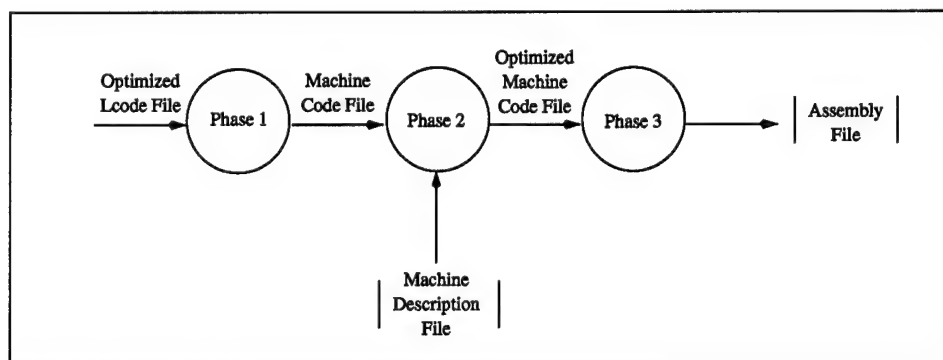 Optimized
Lcode File
Phase 1
Machine
Code File
Phase 2
Optimized
Machine
Code File
Phase 3
Assembly
File
Machine
Description
File